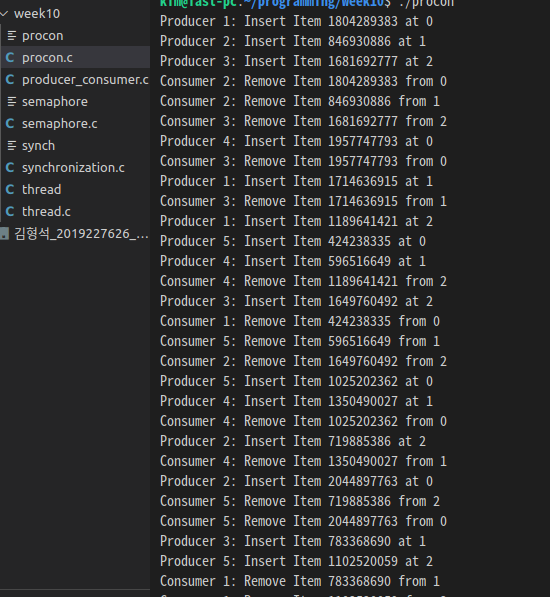 week10
procon
procon.c
producer_consumer.c
semaphore
semaphore.c
synch
synchronization.c
thread
thread.c
김형석_2019227626_...
kim@fast-pc:~/programming/week10$ ./procon
Producer 1: Insert Item 1804289383 at 0
Producer 2: Insert Item 846930886 at 1
Producer 3: Insert Item 1681692777 at 2
Consumer 2: Remove Item 1804289383 from 0
Consumer 2: Remove Item 846930886 from 1
Consumer 3: Remove Item 1681692777 from 2
Producer 4: Insert Item 1957747793 at 0
Consumer 3: Remove Item 1957747793 from 0
Producer 1: Insert Item 1714636915 at 1
Consumer 3: Remove Item 1714636915 from 1
Producer 1: Insert Item 1189641421 at 2
Producer 5: Insert Item 424238335 at 0
Producer 4: Insert Item 596516649 at 1
Consumer 4: Remove Item 1189641421 from 2
Producer 3: Insert Item 1649760492 at 2
Consumer 1: Remove Item 424238335 from 0
Consumer 5: Remove Item 596516649 from 1
Consumer 2: Remove Item 1649760492 from 2
Producer 5: Insert Item 1025202362 at 0
Producer 4: Insert Item 1350490027 at 1
Consumer 4: Remove Item 1025202362 from 0
Producer 2: Insert Item 719885386 at 2
Consumer 4: Remove Item 1350490027 from 1
Producer 2: Insert Item 2044897763 at 0
Consumer 5: Remove Item 719885386 from 2
Consumer 5: Remove Item 2044897763 from 0
Producer 3: Insert Item 783368690 at 1
Producer 5: Insert Item 1102520059 at 2
Consumer 1: Remove Item 783368690 from 1